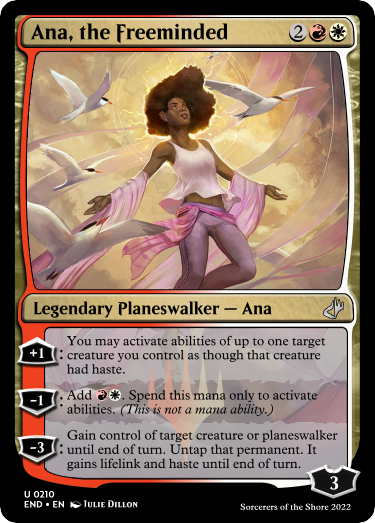 Ana, the Freeminded 2
Legendary Planeswalker — Ana
+1: You may activate abilities of up to one target
creature you control as though that creature
had haste.
-1: Add . Spend this mana only to activate
abilities. (This is not a mana ability.)
-3: Gain control of target creature or planeswalker
until end of turn. Untap that permanent. It
gains lifelink and haste until end of turn.
3
U 0210
END • EN JULIE DILLON
Sorcerers of the Shore 2022